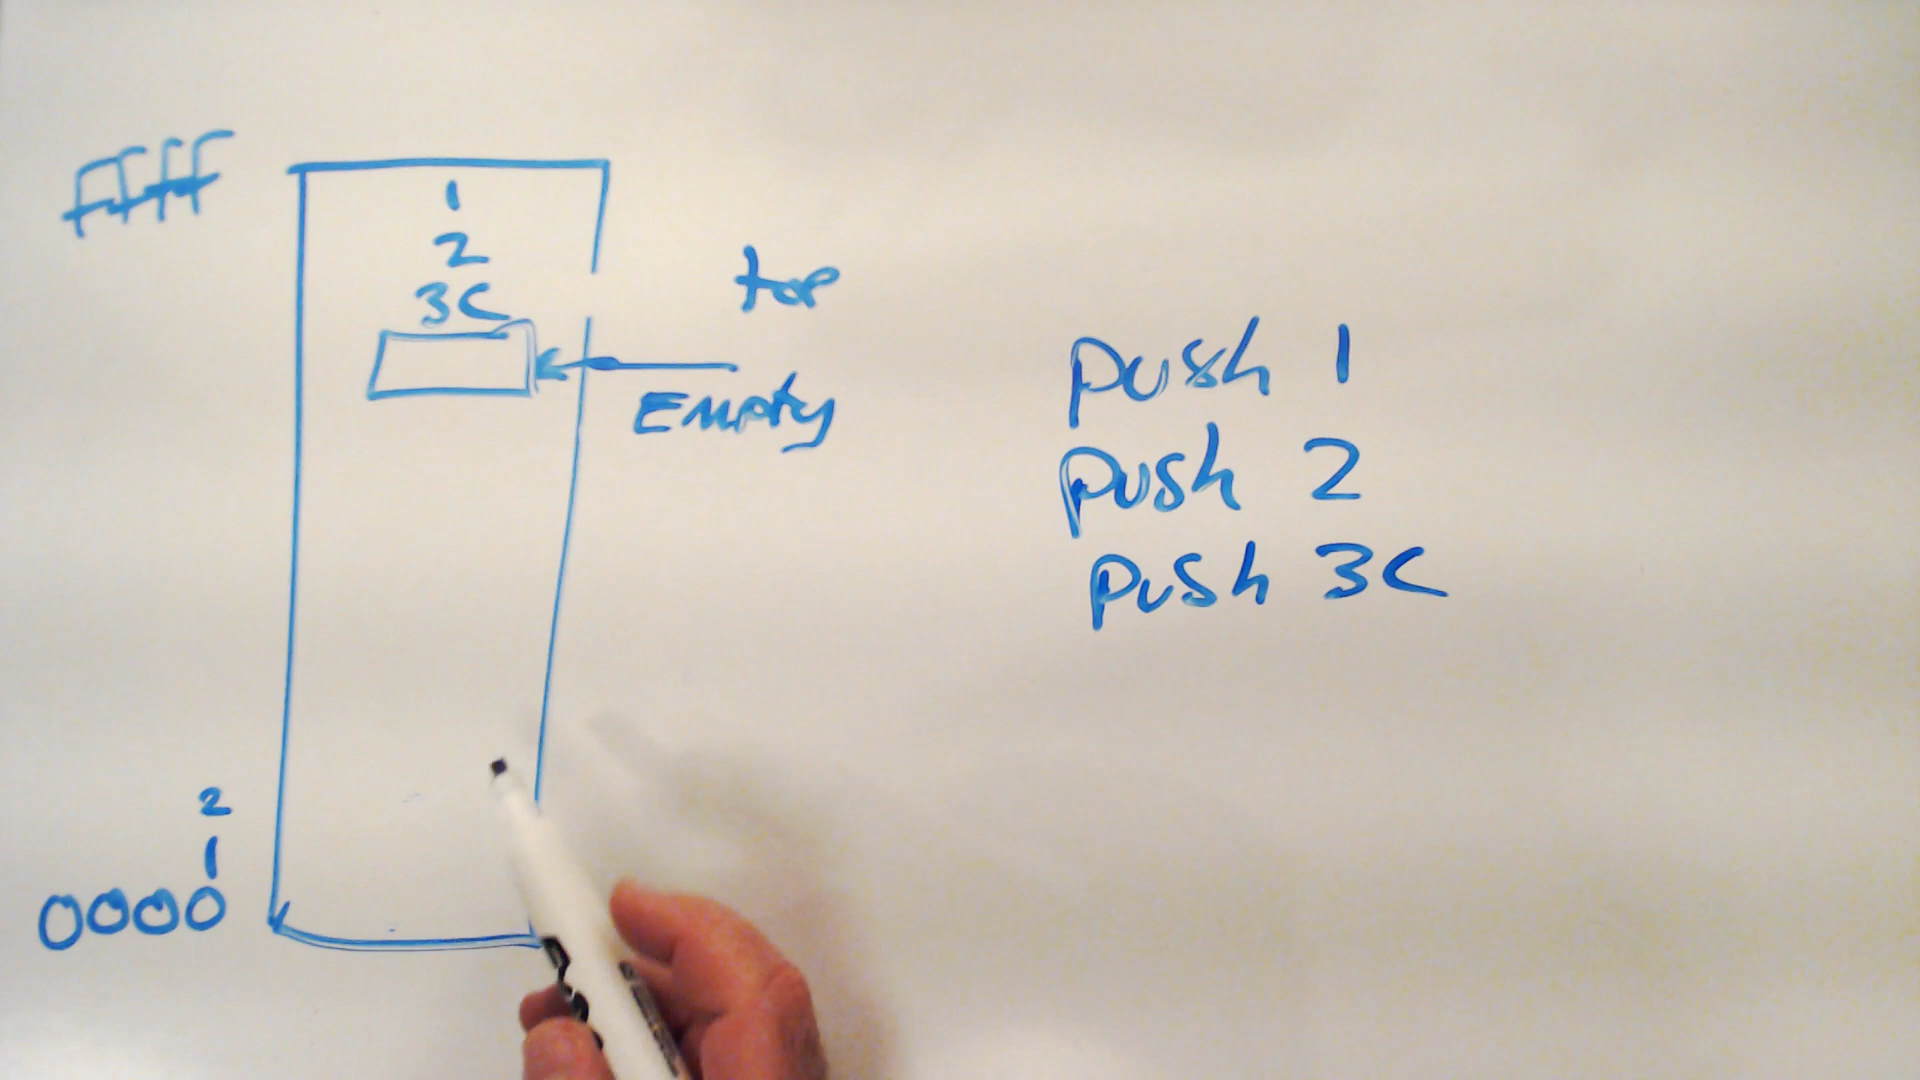 ffff
1
2
3C
top
Empty
push 1
push 2
push 3C
2
1
0000